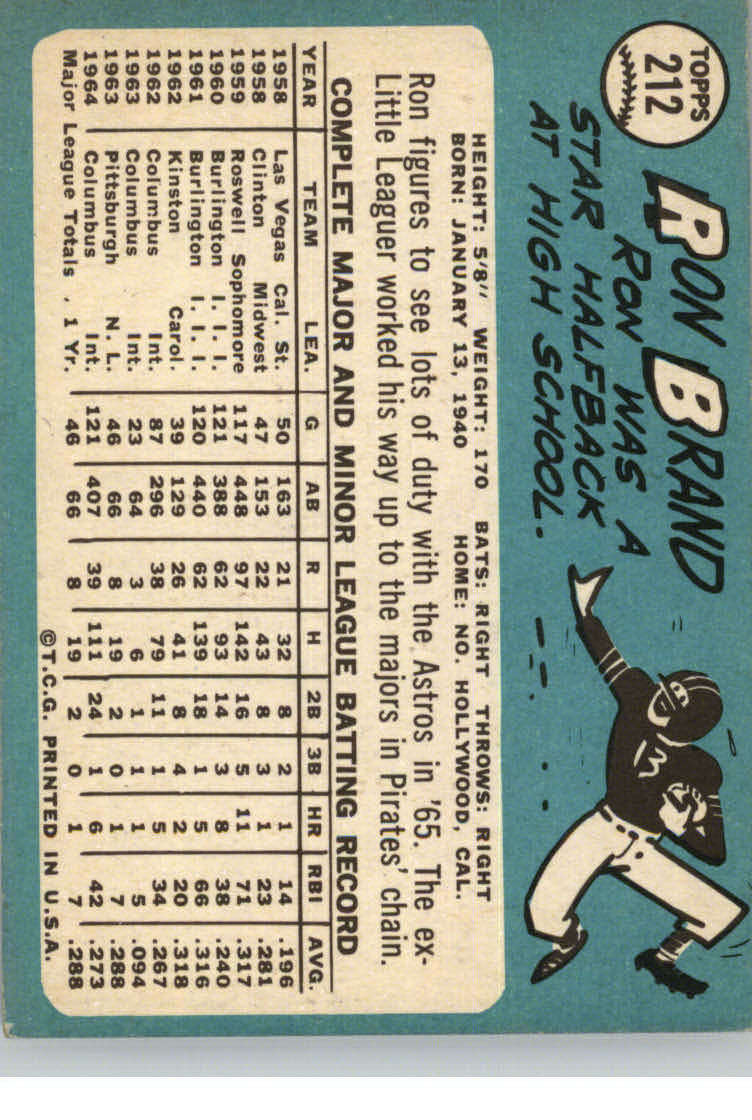 TOPPS
212
RON BRAND
RON WAS A
STAR HALFBACK
AT HIGH SCHOOL.
HEIGHT: 5'8" WEIGHT: 170 BATS: RIGHT THROWS: RIGHT
BORN: JANUARY 13, 1940 HOME: NO. HOLLYWOOD, CAL.
Ron figures to see lots of duty with the Astros in '65. The ex-
Little Leaguer worked his way up to the majors in Pirates' chain.
COMPLETE MAJOR AND MINOR LEAGUE BATTING RECORD
YEAR TEAM LEA. G AB R H 2B 3B HR RBI AVG.
1958 Las Vegas Cal. St. 50 163 21 32 8 2 1 14 .196
1958 Clinton Midwest 47 153 22 43 8 3 1 23 .281
1959 Roswell Sophomore 117 448 97 142 16 5 11 71 .317
1960 Burlington I. I. I. 121 388 62 93 14 3 8 38 .240
1961 Burlington I. I. I. 120 440 62 139 18 1 5 66 .316
1962 Kinston Carol. 39 129 26 41 8 4 2 20 .318
1962 Columbus Int. 87 296 38 79 11 1 5 34 .267
1963 Columbus Int. 23 64 3 6 1 1 1 5 .094
1963 Pittsburgh N. L. 46 66 8 19 2 0 1 7 .288
1964 Columbus Int. 121 407 39 111 24 1 6 42 .273
Major League Totals . 1 Yr. 46 66 8 19 2 0 1 7 .288
©T.C.G. PRINTED IN U.S.A.